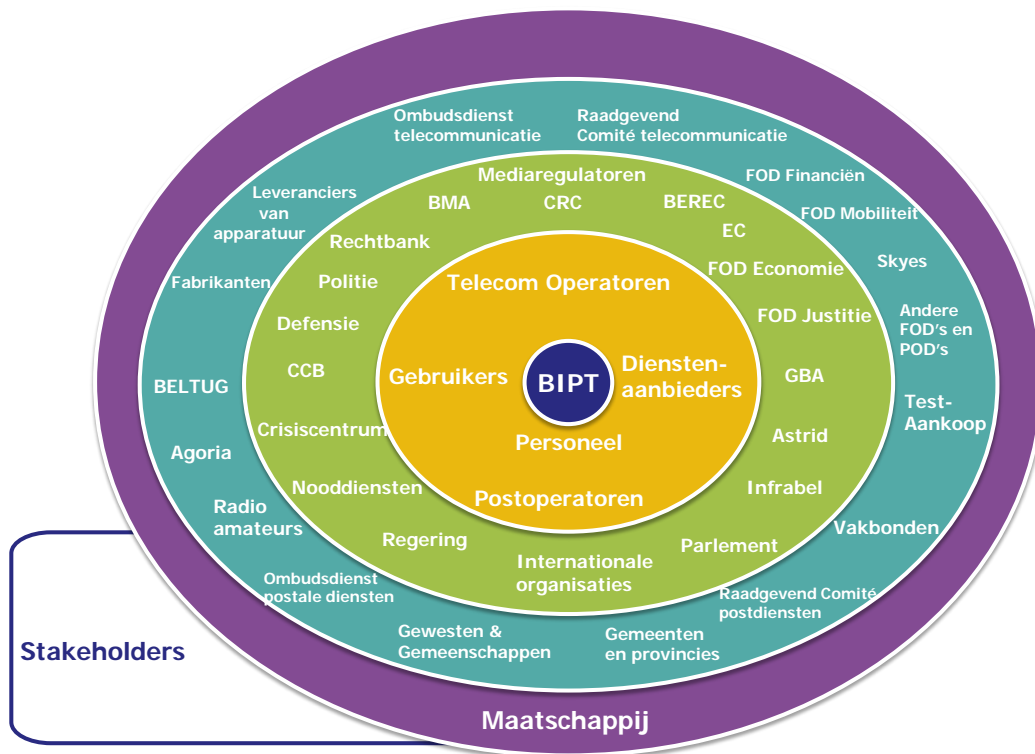 Ombudsdienst
telecommunicatie
Raadgevend
Comité telecommunicatie
Mediaregulatoren
FOD Financiën
Leveranciers
van
apparatuur
BMA
CRC
BEREC
FOD Mobiliteit
EC
Rechtbank
Skyes
FOD Economie
Fabrikanten
Politie
Telecom Operatoren
Andere
FOD's en
POD's
Defensie
FOD Justitie
CCB
Gebruikers
BIPT
Diensten-
aanbieders
GBA
BELTUG
Test-
Aankoop
Crisiscentrum
Personeel
Astrid
Agoria
Nooddiensten
Postoperatoren
Infrabel
Radio
amateurs
Vakbonden
Regering
Parlement
Internationale
organisaties
Ombudsdienst
postale diensten
Raadgevend Comité
postdiensten
Gewesten &
Gemeenschappen
Gemeenten
en provincies
Stakeholders
Maatschappij